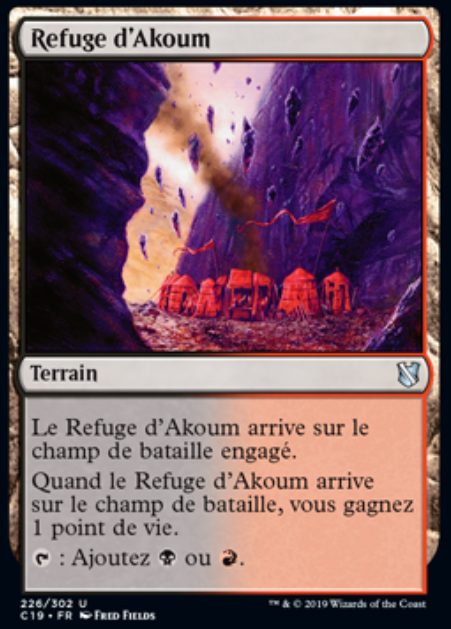 Refuge d'Akoum
Terrain
Le Refuge d'Akoum arrive sur le
champ de bataille engagé.
Quand le Refuge d'Akoum arrive
sur le champ de bataille, vous gagnez
1 point de vie.
: Ajoutez ou .
226/302 U
™ & © 2019 Wizards of the Coast
C19 • FR Fred Fields